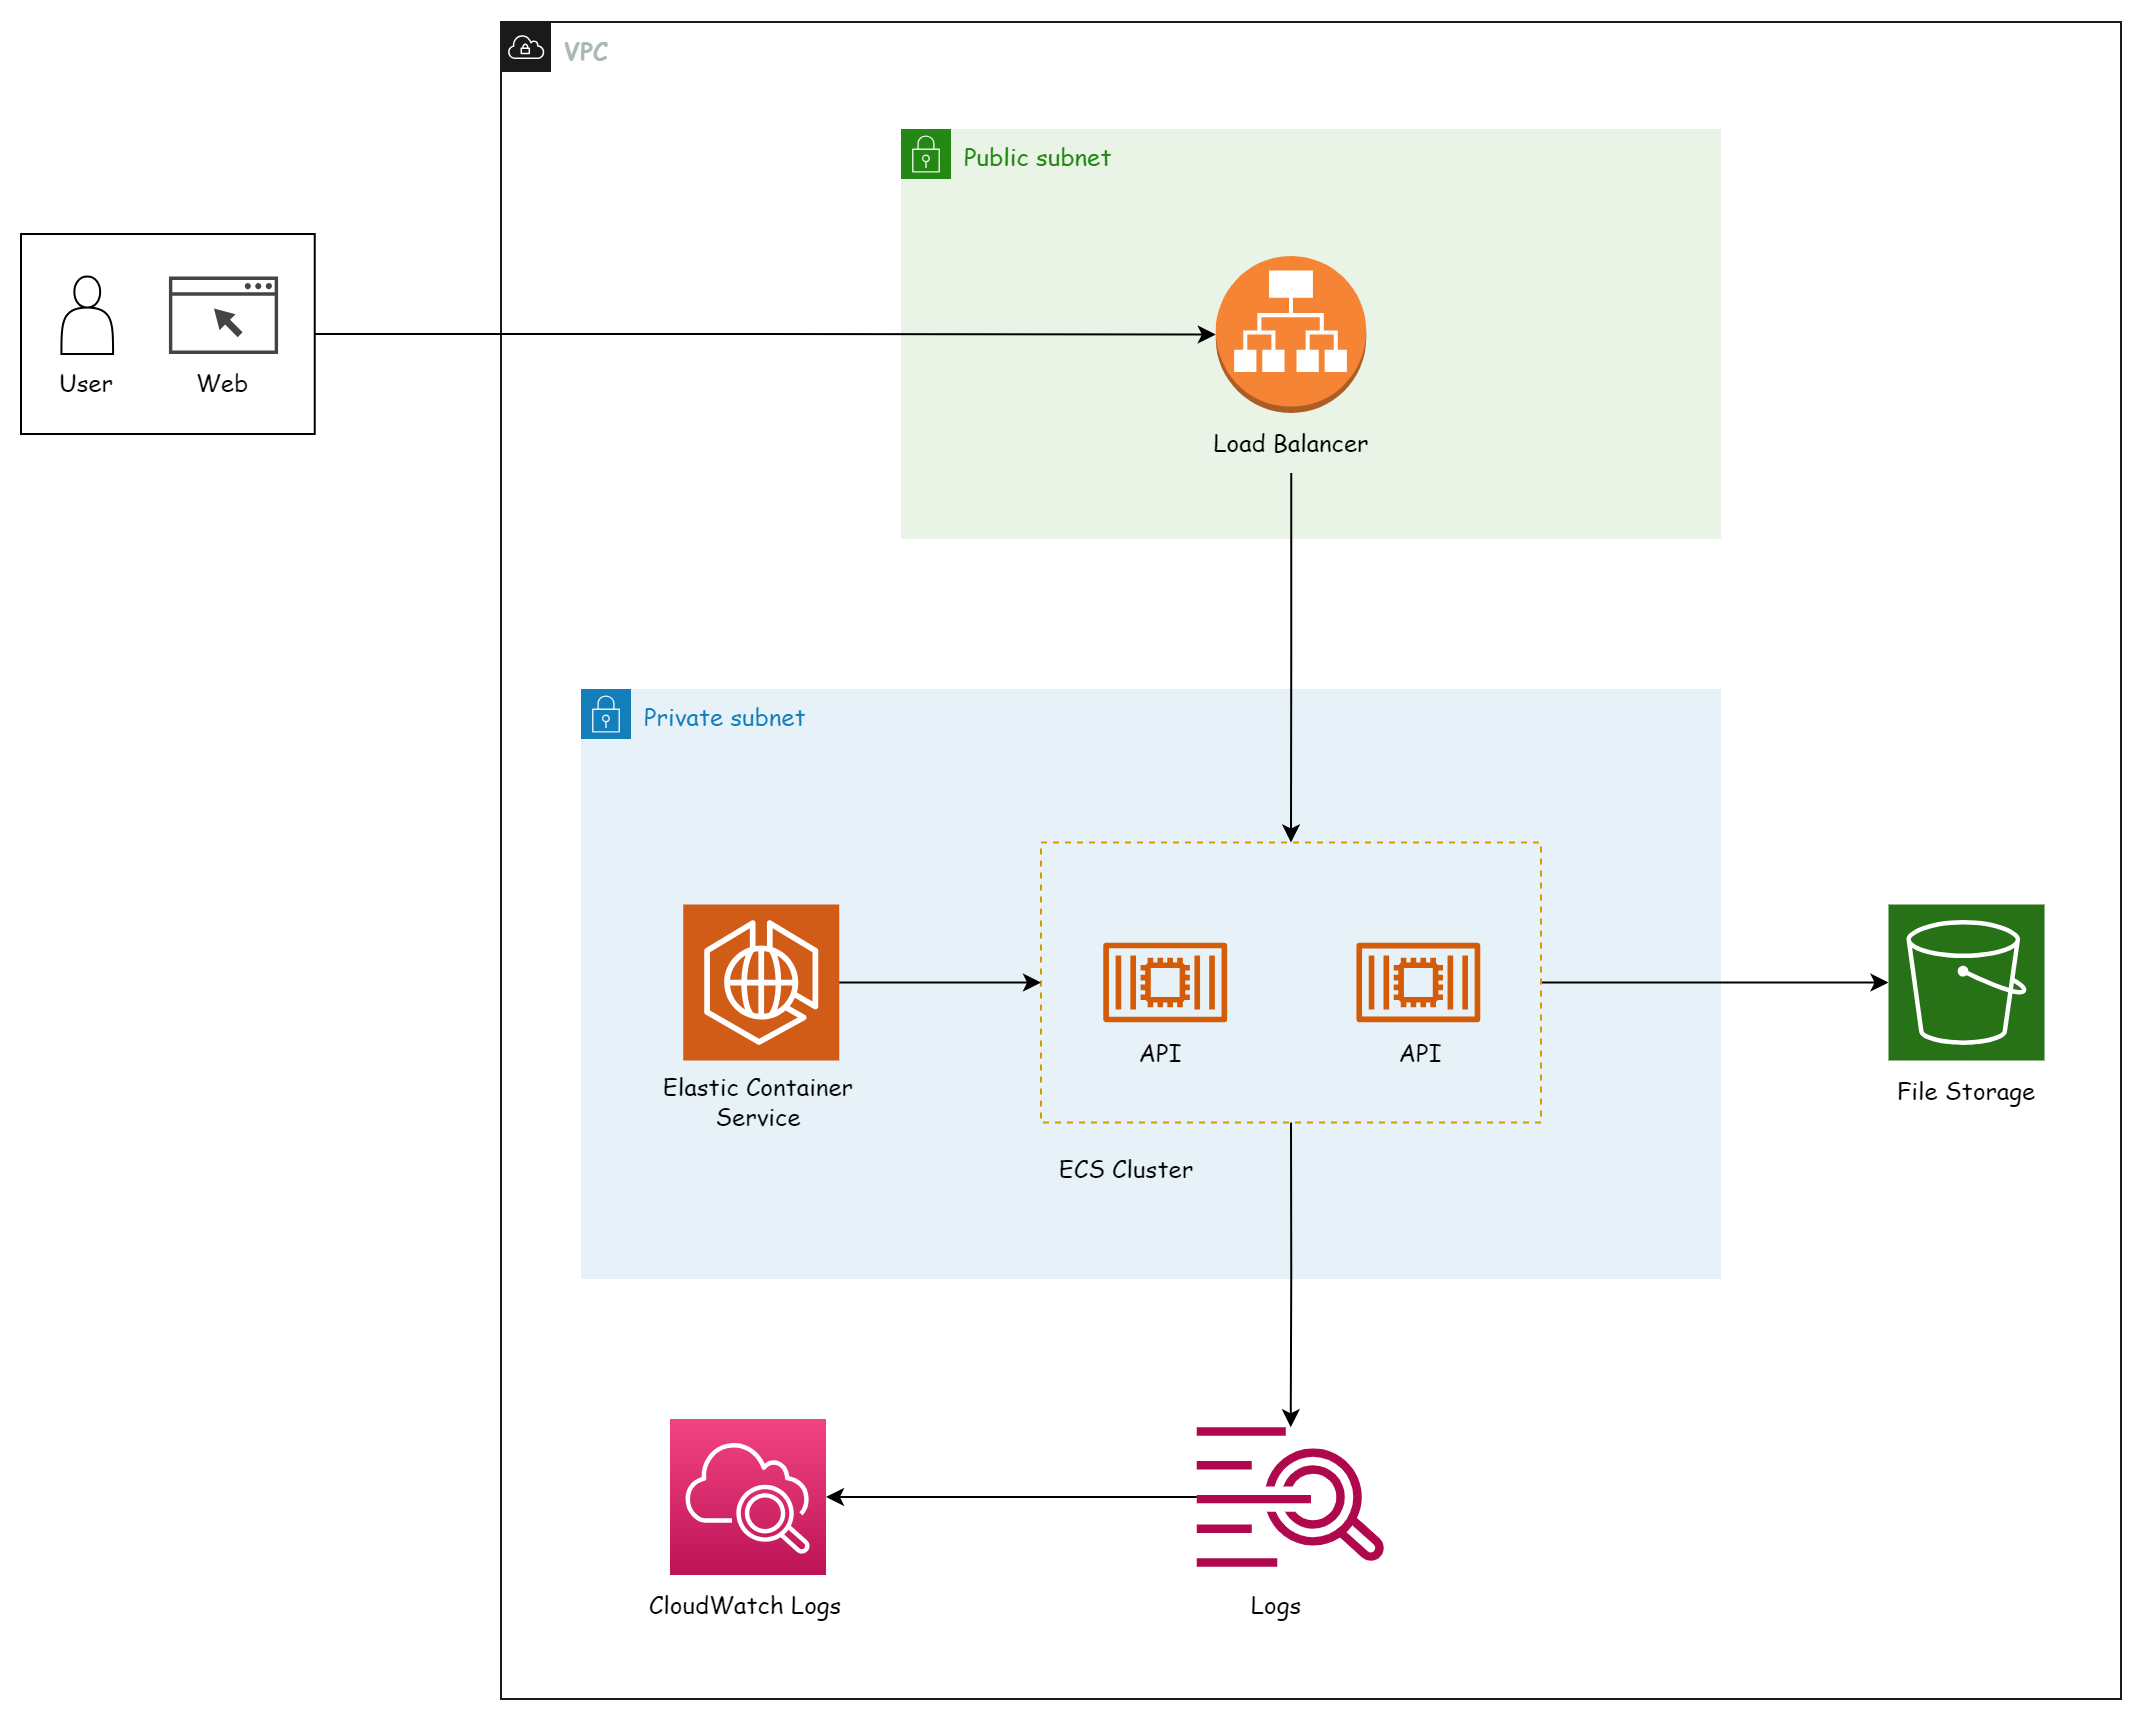 VPC
Public subnet
User
Web
Load Balancer
Private subnet
API
API
Elastic Container
Service
File Storage
ECS Cluster
CloudWatch Logs
Logs